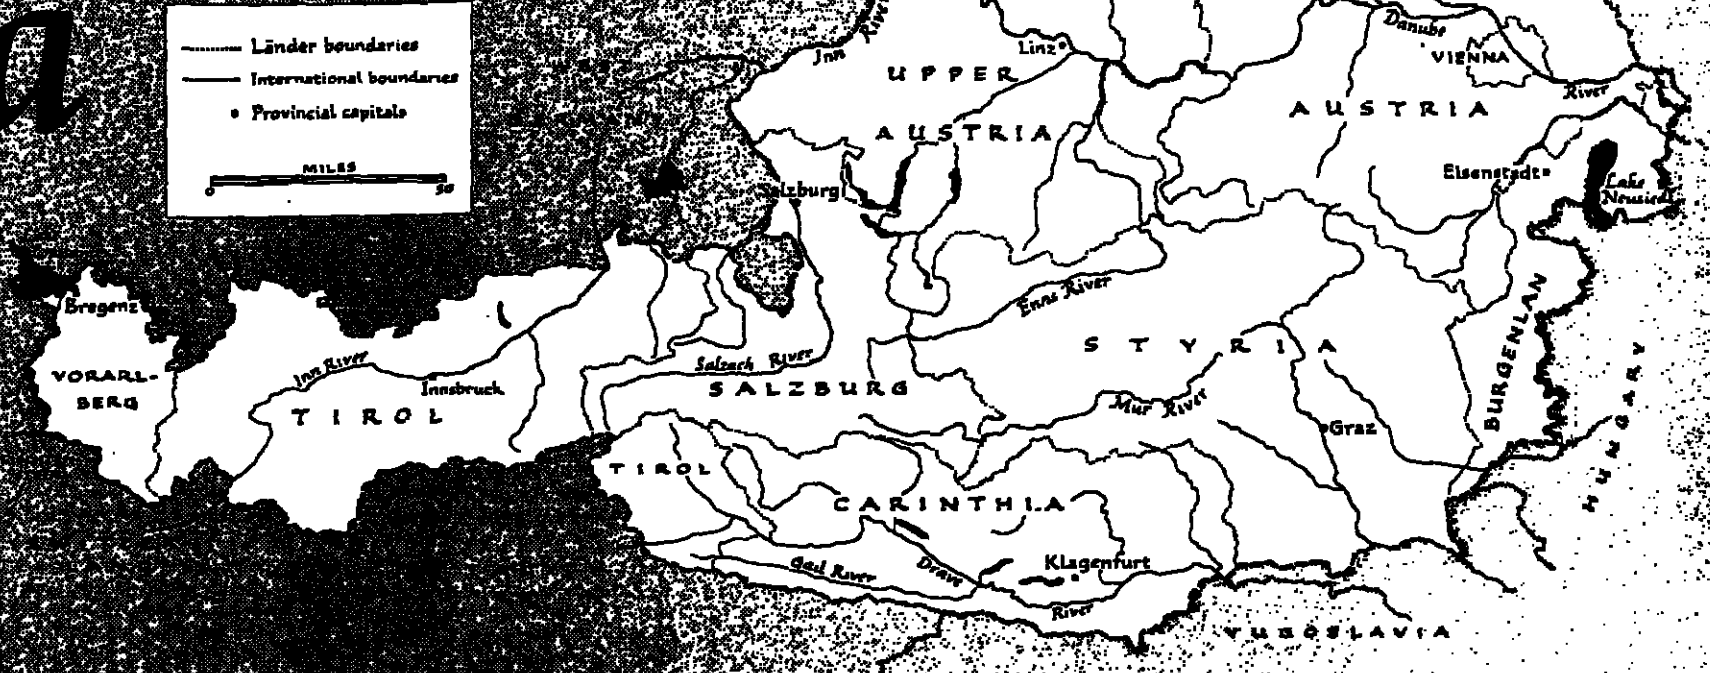 a
Länder boundaries
International boundaries
Provincial capitals
MILES
0 50
Inn River
Linz
UPPER
AUSTRIA
Danube
VIENNA
River
AUSTRIA
Eisenstadt
Lake
Neusied
Salzburg
Bregenz
VORARL-
BERG
Inn River
Innsbruck
TIROL
Salzach River
SALZBURG
Enns River
STYRIA
Mur River
Graz
BURGENLAN
HUNGARY
TIROL
CARINTHIA
Gail River
Drave
River
Klagenfurt
YUGOSLAVIA